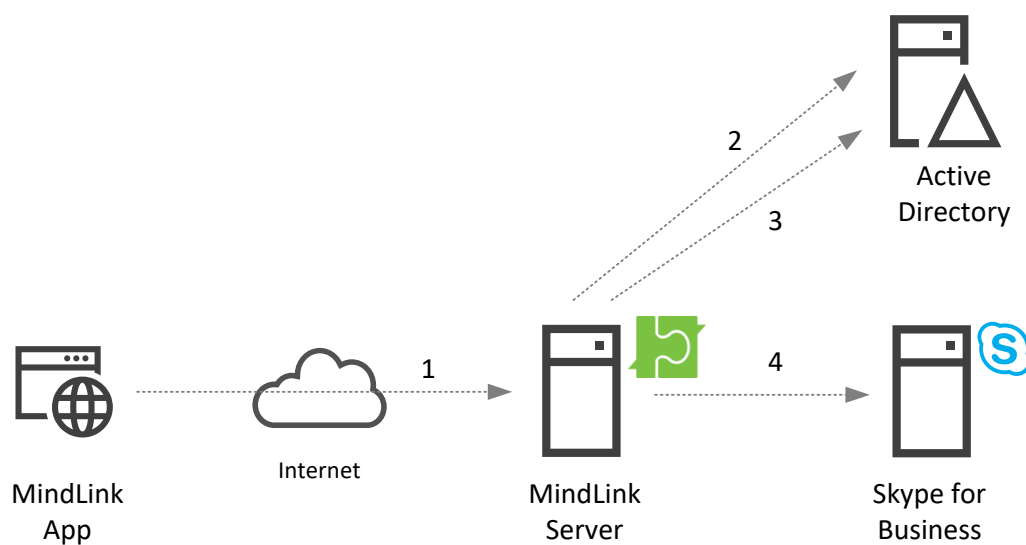 2
Active
Directory
3
1
4
S
Internet
MindLink
App
MindLink
Server
Skype for
Business